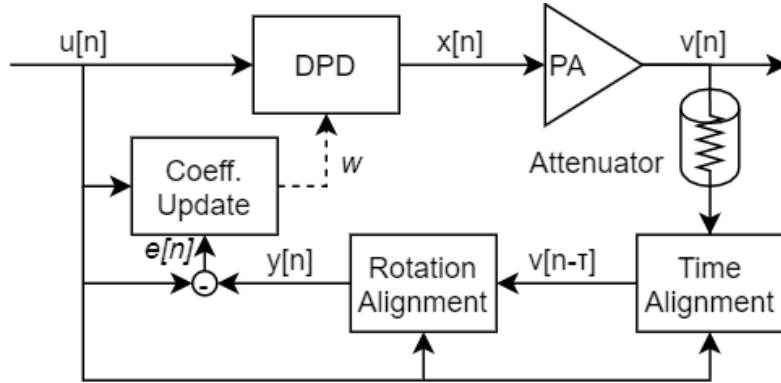 u[n]
DPD
x[n]
PA
v[n]
Attenuator
Coeff.
Update
w
e[n]
y[n]
-
Rotation
Alignment
v[n-τ]
Time
Alignment